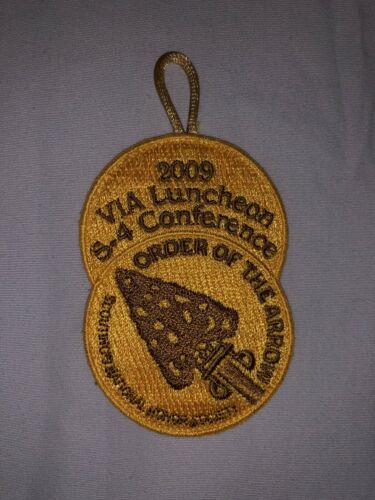 2009
VIA Luncheon
S-4 Conference
ORDER OF THE ARROW
SCOUTING'S NATIONAL HONOR SOCIETY